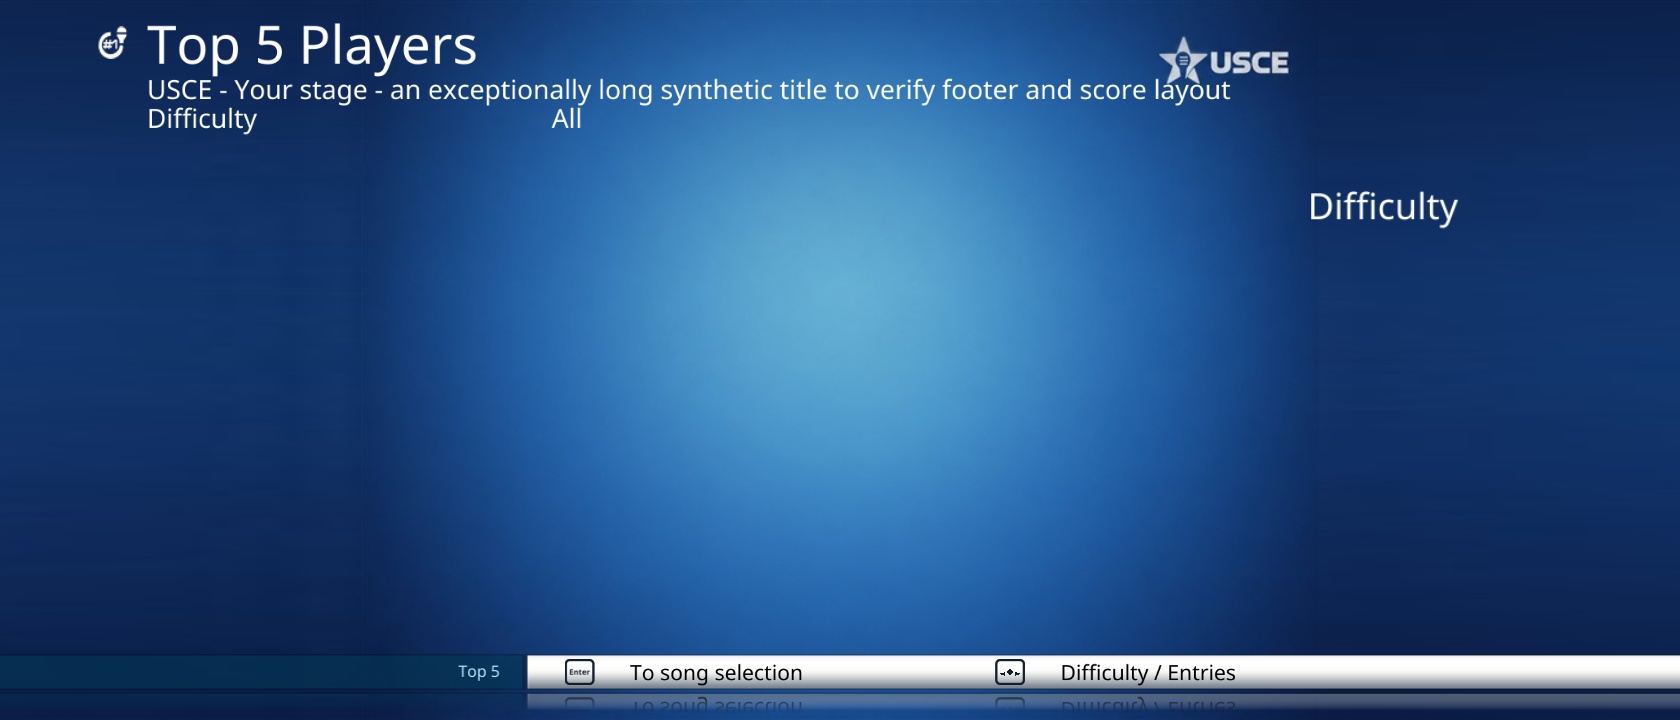 #1 Top 5 Players
USCE
USCE - Your stage - an exceptionally long synthetic title to verify footer and score layout
Difficulty All
Difficulty
Top 5 Enter To song selection Difficulty / Entries